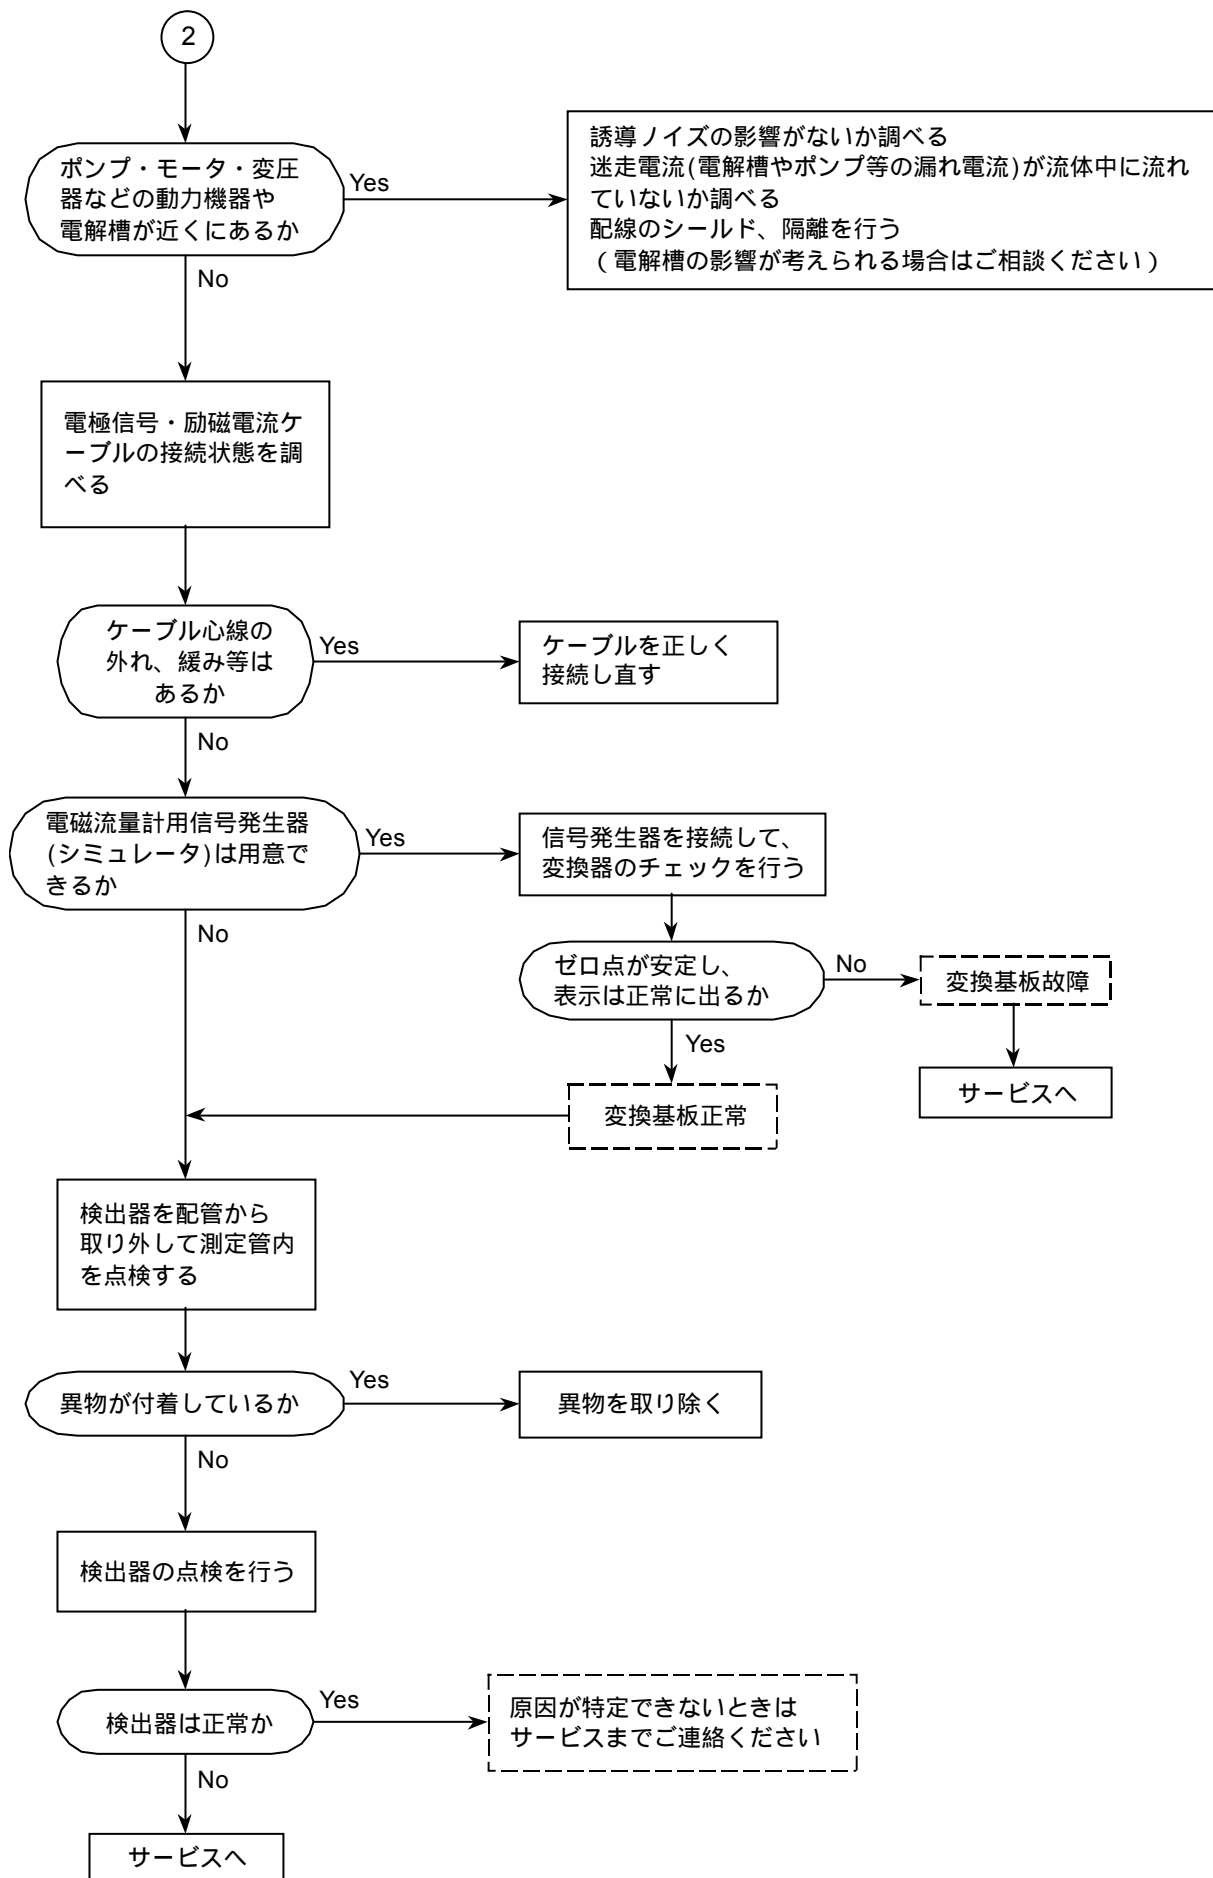 2
ポンプ・モータ・変圧
器などの動力機器や
電解槽が近くにあるか
Yes
誘導ノイズの影響がないか調べる
迷走電流(電解槽やポンプ等の漏れ電流)が流体中に流れ
ていないか調べる
配線のシールド、隔離を行う
(電解槽の影響が考えられる場合はご相談ください)
No
電極信号・励磁電流ケ
ーブルの接続状態を調
べる
ケーブル心線の
外れ、緩み等は
あるか
Yes
ケーブルを正しく
接続し直す
No
電磁流量計用信号発生器
(シミュレータ)は用意で
きるか
Yes
信号発生器を接続して、
変換器のチェックを行う
No
ゼロ点が安定し、
表示は正常に出るか
No
変換基板故障
Yes
サービスへ
変換基板正常
検出器を配管から
取り外して測定管内
を点検する
異物が付着しているか
Yes
異物を取り除く
No
検出器の点検を行う
検出器は正常か
Yes
原因が特定できないときは
サービスまでご連絡ください
No
サービスへ